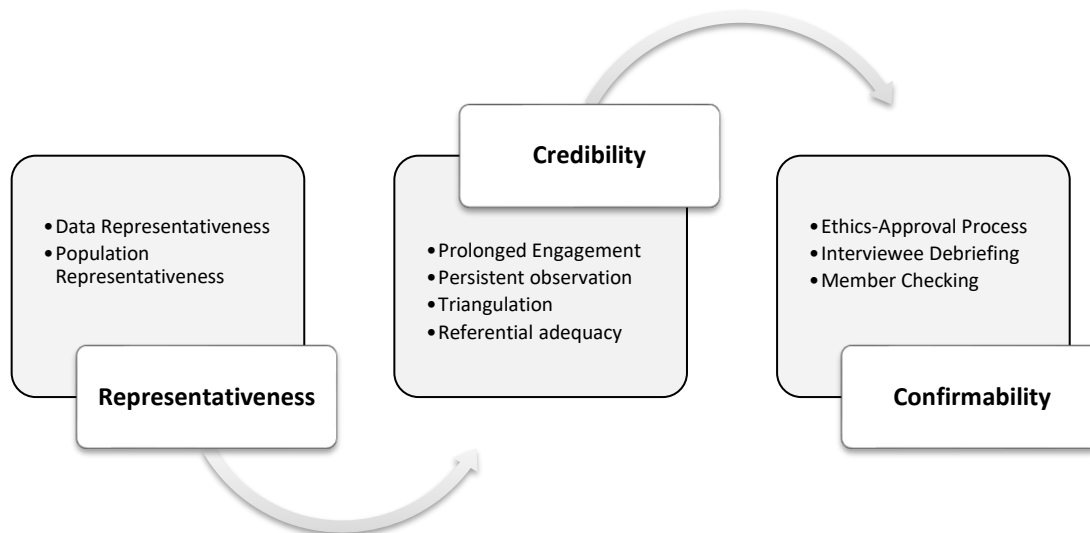 • Data Representativeness
• Population
Representativeness
Representativeness
Credibility
• Prolonged Engagement
• Persistent observation
• Triangulation
• Referential adequacy
• Ethics-Approval Process
• Interviewee Debriefing
• Member Checking
Confirmability